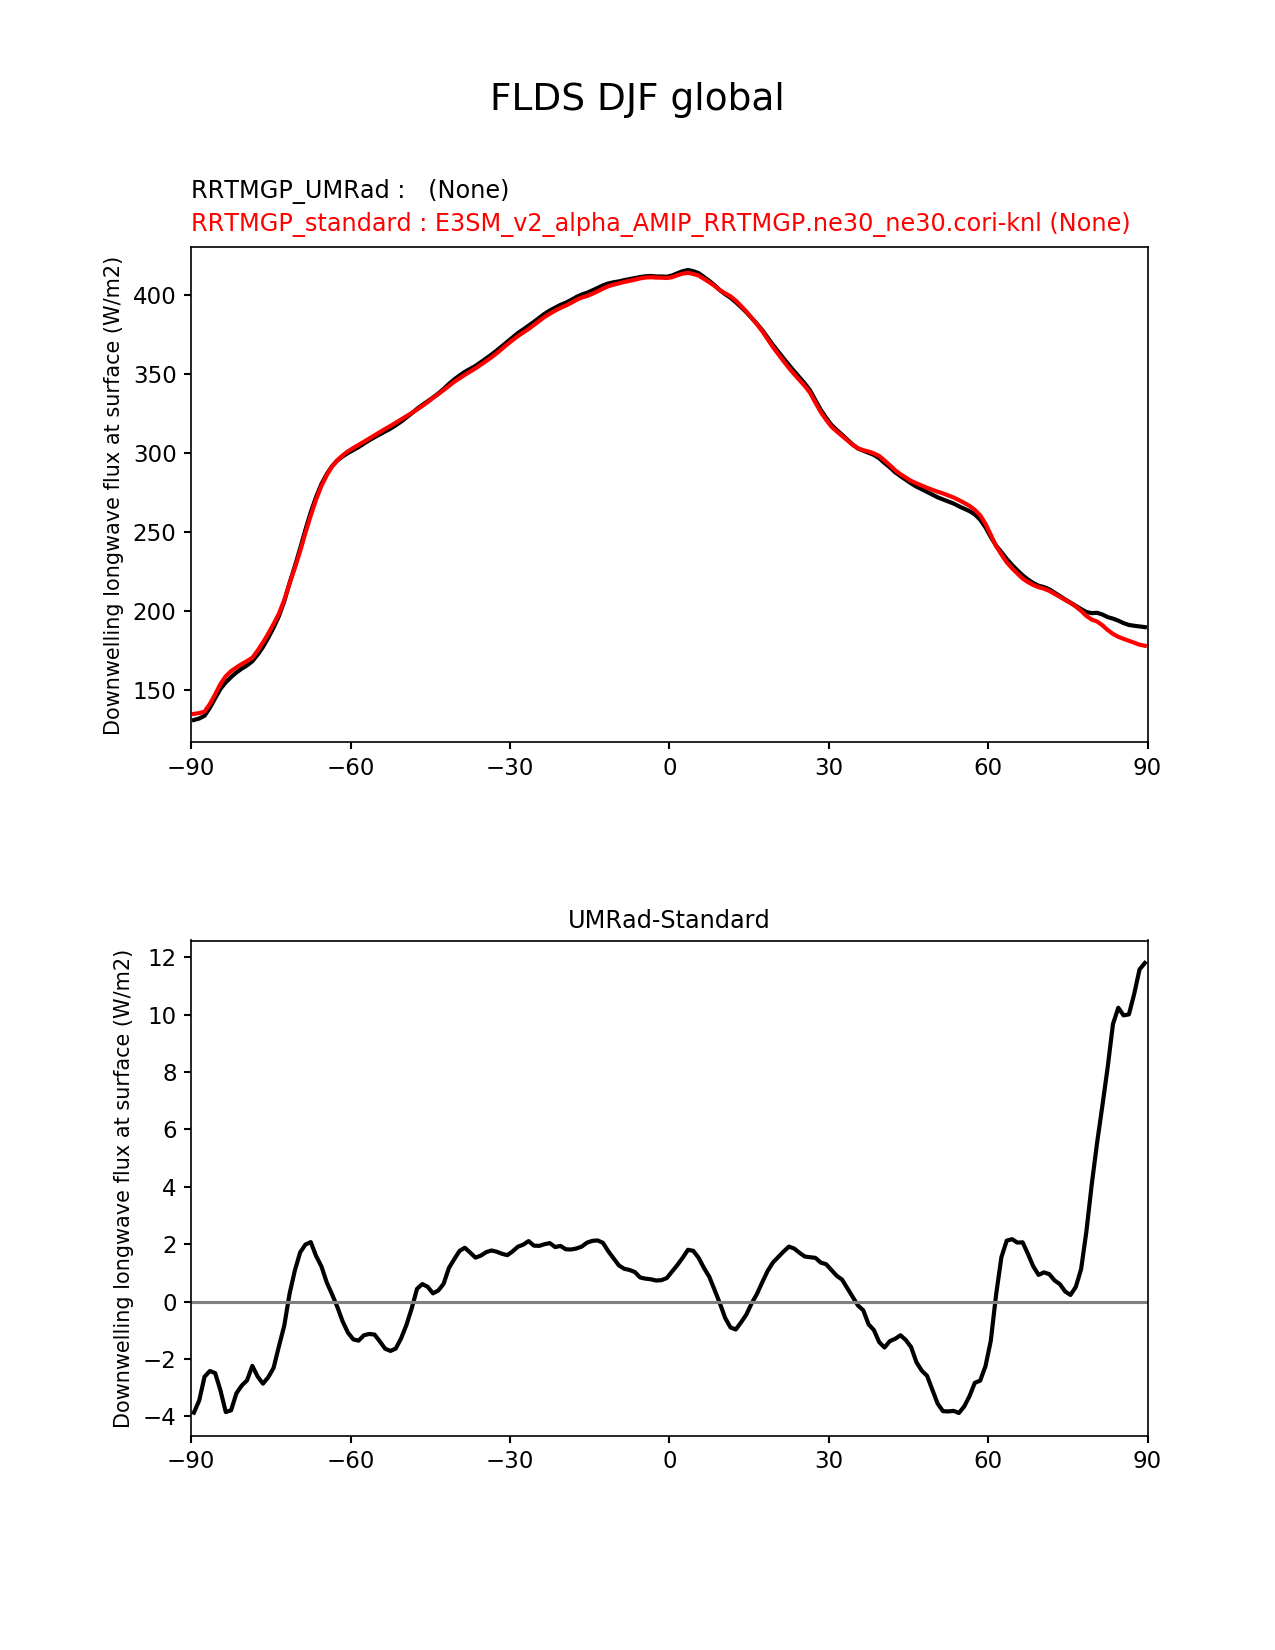 FLDS DJF global
RRTMGP_UMRad :   (None)
RRTMGP_standard : E3SM_v2_alpha_AMIP_RRTMGP.ne30_ne30.cori-knl (None)
Downwelling longwave flux at surface (W/m2)
400
350
300
250
200
150
−90 −60 −30 0 30 60 90
UMRad-Standard
Downwelling longwave flux at surface (W/m2)
12
10
8
6
4
2
0
−2
−4
−90 −60 −30 0 30 60 90